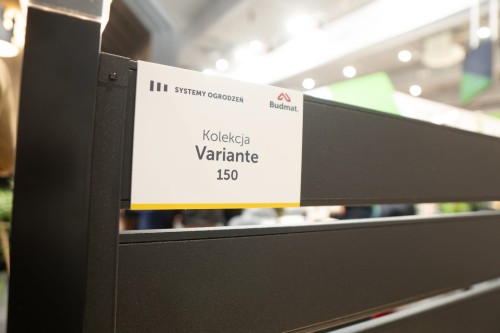 SYSTEMY OGRODZEŃ
Budmat.
Kolekcja
Variante
150